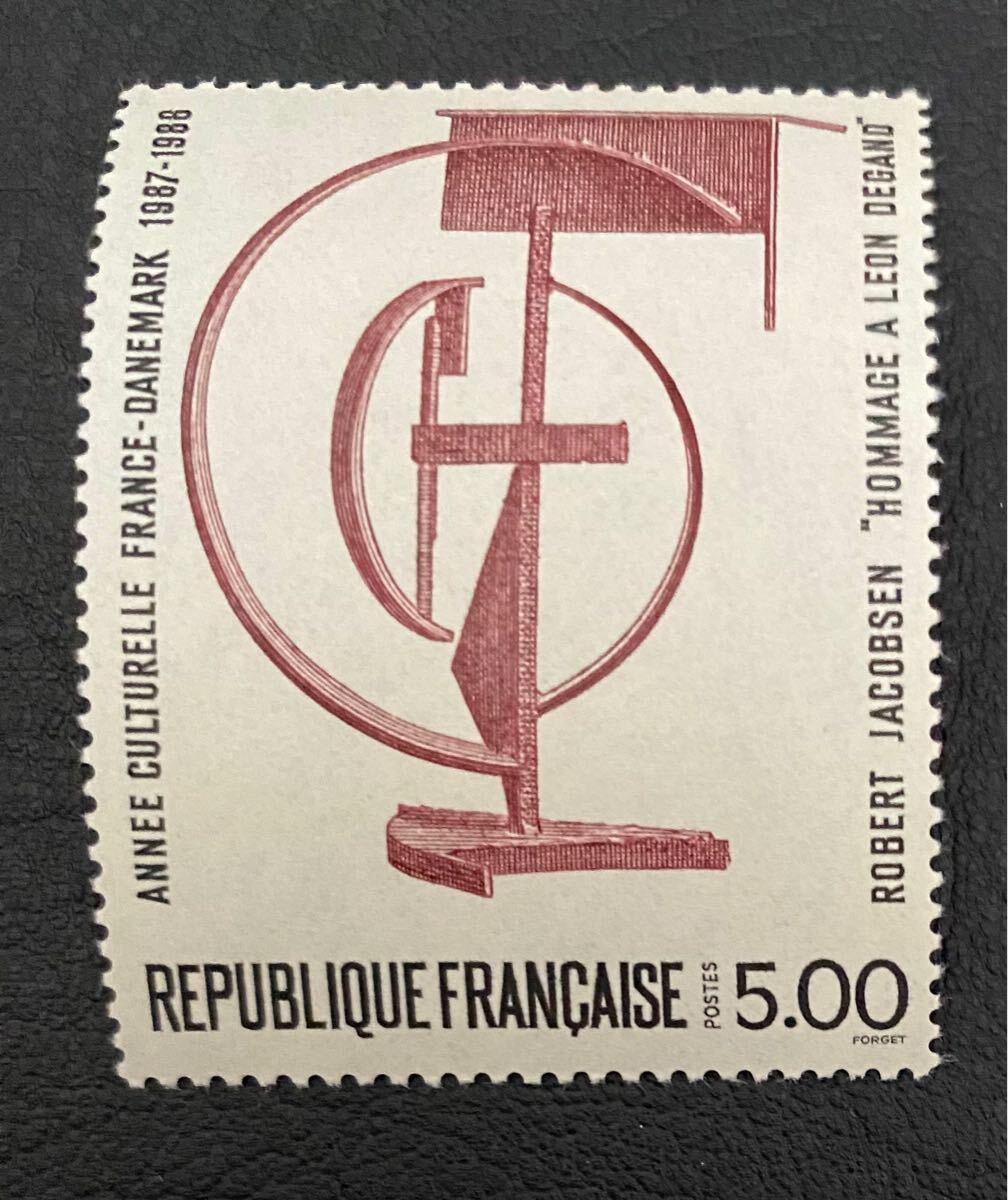 ANNEE CULTURELLE FRANCE-DANEMARK 1987-1988
ROBERT JACOBSEN "HOMMAGE A LEON DEGAND"
REPUBLIQUE FRANÇAISE POSTES 5.00
FORGET